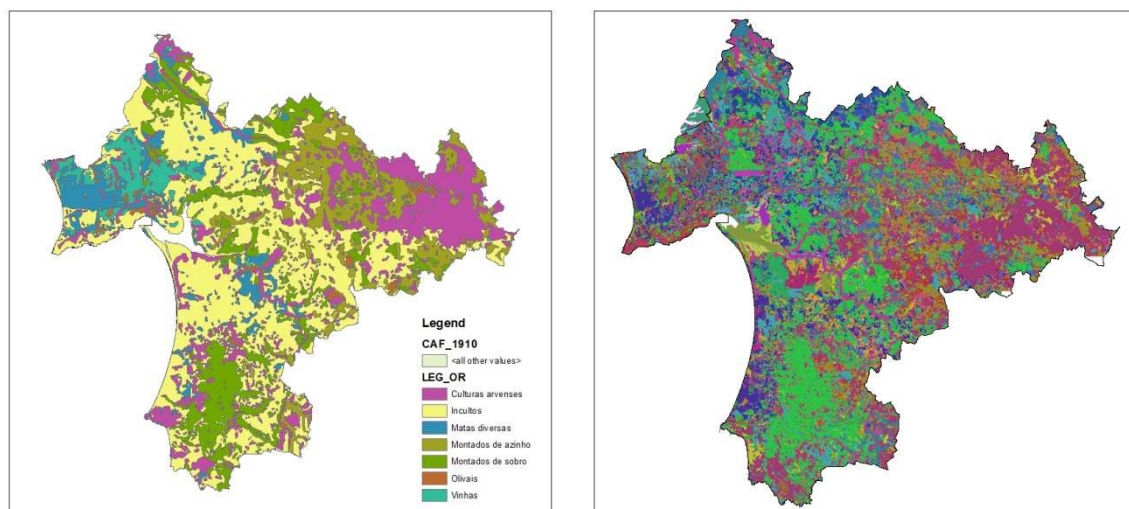 Legend
CAF_1910
<all other values>
LEG_OR
Culturas arvenses
Incultos
Matas diversas
Montados de azinho
Montados de sobro
Olivais
Vinhas